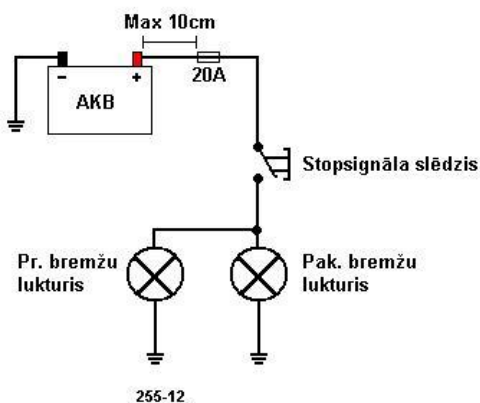 Max 10cm
20A
- +
AKB
Stopsignāla slēdzis
Pr. bremžu
lukturis
Pak. bremžu
lukturis
255-12